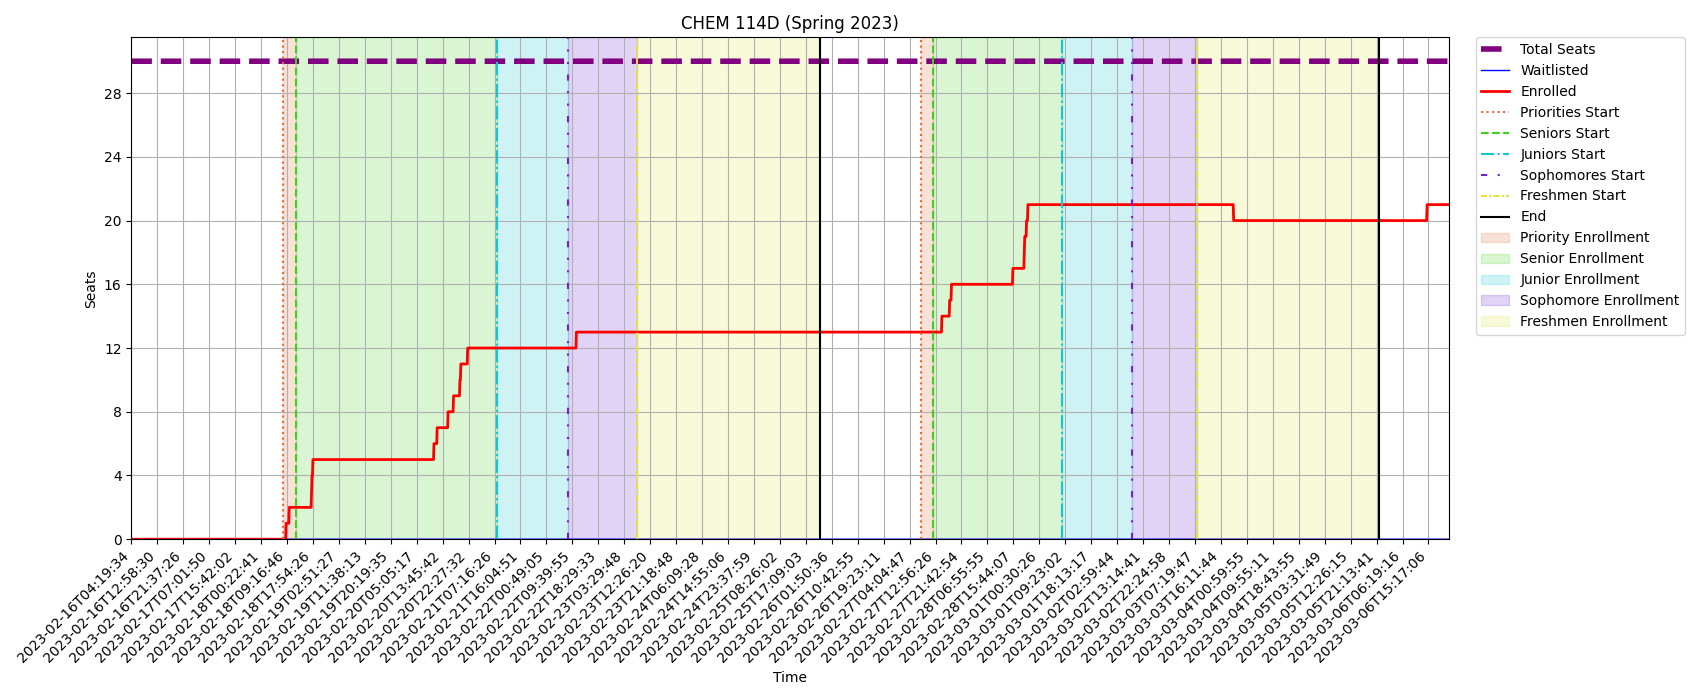 CHEM 114D (Spring 2023)
Seats
28
24
20
16
12
8
4
0
2023-02-16T04:19:34
2023-02-16T12:58:30
2023-02-16T21:37:26
2023-02-17T07:01:50
2023-02-17T15:42:02
2023-02-18T00:22:41
2023-02-18T09:16:46
2023-02-18T17:54:26
2023-02-19T02:51:27
2023-02-19T11:38:13
2023-02-19T20:19:35
2023-02-20T05:05:17
2023-02-20T13:45:42
2023-02-20T22:27:32
2023-02-21T07:16:26
2023-02-21T16:04:51
2023-02-22T00:49:05
2023-02-22T09:39:55
2023-02-22T18:29:33
2023-02-23T03:29:48
2023-02-23T12:26:20
2023-02-23T21:18:48
2023-02-24T06:09:28
2023-02-24T14:55:06
2023-02-24T23:37:59
2023-02-25T08:26:02
2023-02-25T17:09:03
2023-02-26T01:50:36
2023-02-26T10:42:55
2023-02-26T19:23:11
2023-02-27T04:04:47
2023-02-27T12:56:26
2023-02-27T21:42:54
2023-02-28T06:55:55
2023-02-28T15:44:07
2023-03-01T00:30:26
2023-03-01T09:23:02
2023-03-01T18:13:17
2023-03-02T02:59:44
2023-03-02T13:14:41
2023-03-02T22:24:58
2023-03-03T07:19:47
2023-03-03T16:11:44
2023-03-04T00:59:55
2023-03-04T09:55:11
2023-03-04T18:43:55
2023-03-05T03:31:49
2023-03-05T12:26:15
2023-03-05T21:13:41
2023-03-06T06:19:16
2023-03-06T15:17:06
Time
Total Seats
Waitlisted
Enrolled
Priorities Start
Seniors Start
Juniors Start
Sophomores Start
Freshmen Start
End
Priority Enrollment
Senior Enrollment
Junior Enrollment
Sophomore Enrollment
Freshmen Enrollment